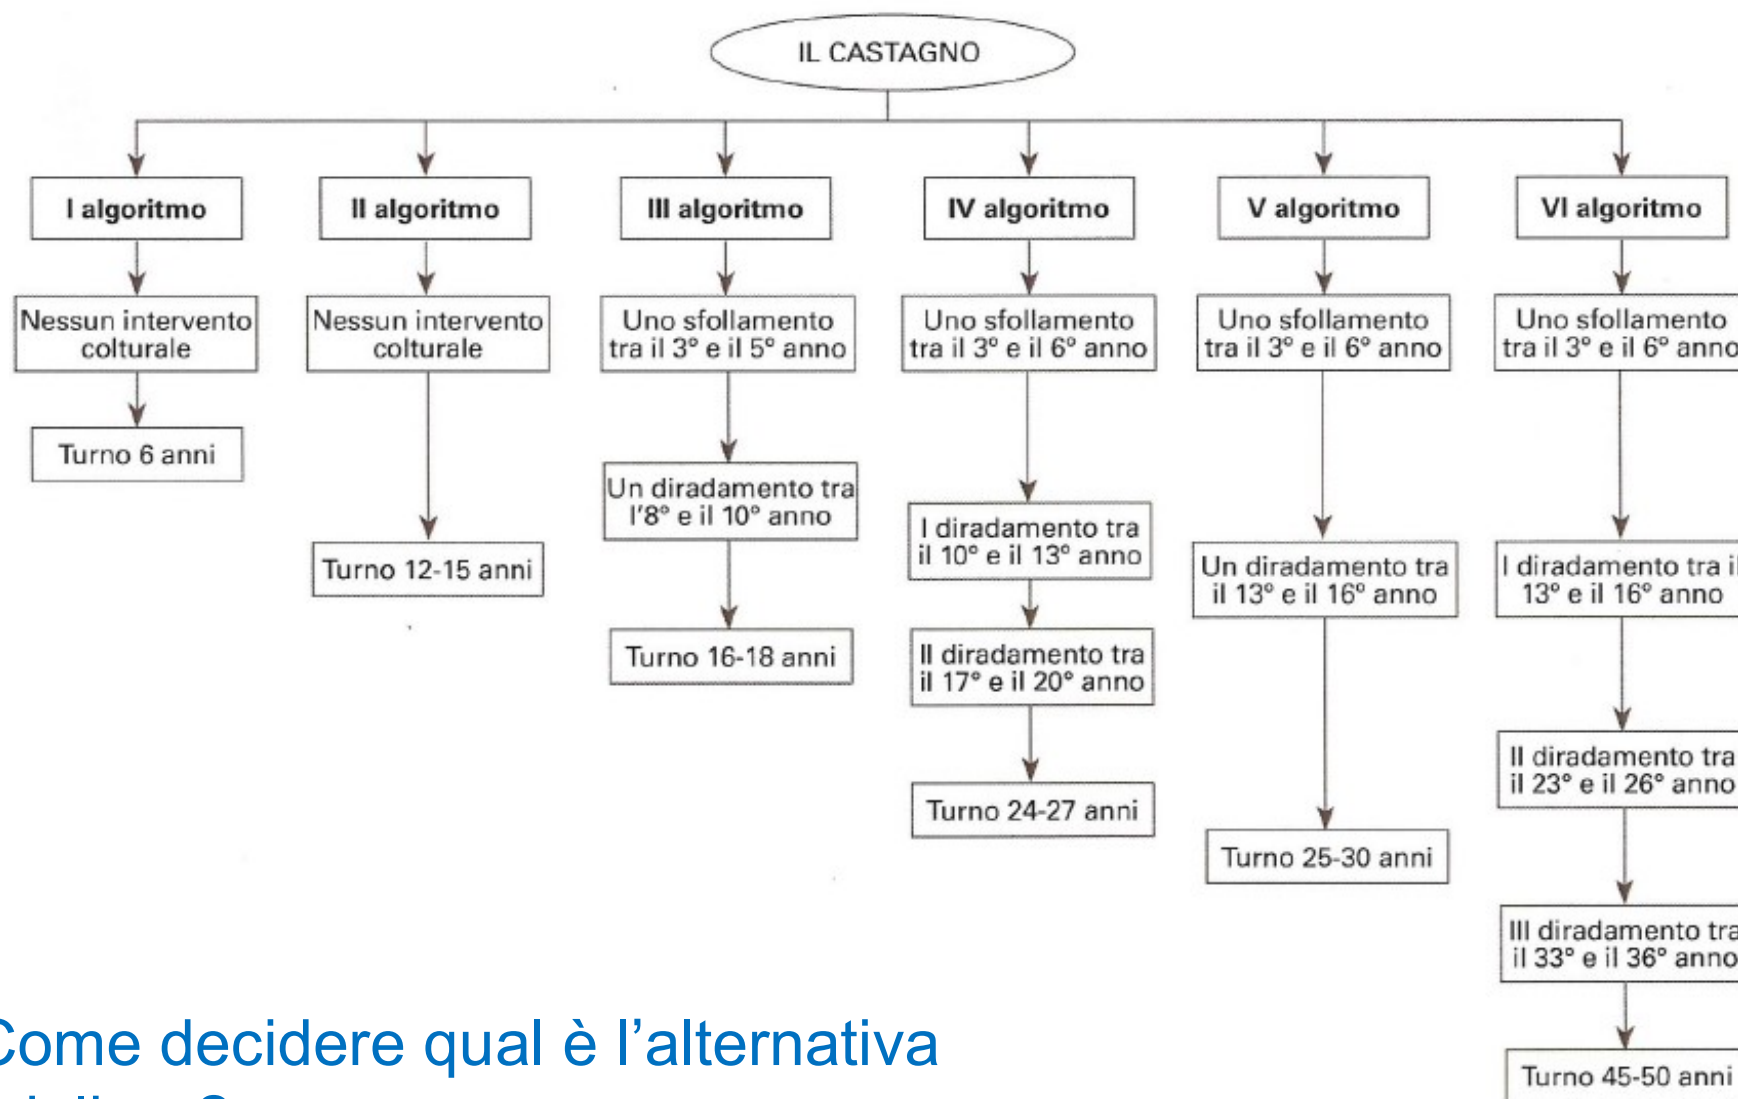 IL CASTAGNO
I algoritmo
Nessun intervento
colturale
Turno 6 anni
II algoritmo
Nessun intervento
colturale
Turno 12-15 anni
III algoritmo
Uno sfollamento
tra il 3° e il 5° anno
Un diradamento tra
l'8° e il 10° anno
Turno 16-18 anni
IV algoritmo
Uno sfollamento
tra il 3° e il 6° anno
I diradamento tra
il 10° e il 13° anno
II diradamento tra
il 17° e il 20° anno
Turno 24-27 anni
V algoritmo
Uno sfollamento
tra il 3° e il 6° anno
Un diradamento tra
il 13° e il 16° anno
Turno 25-30 anni
VI algoritmo
Uno sfollamento
tra il 3° e il 6° anno
I diradamento tra il
13° e il 16° anno
II diradamento tra
il 23° e il 26° anno
III diradamento tra
il 33° e il 36° anno
Turno 45-50 anni
Come decidere qual è l'alternativa